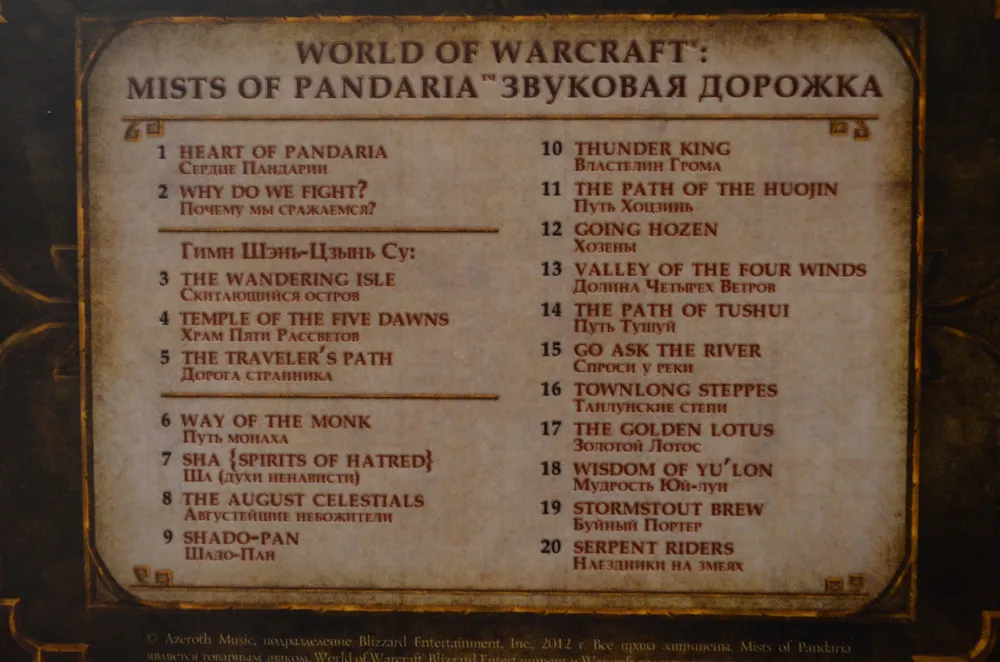 WORLD OF WARCRAFT™:
MISTS OF PANDARIA™ ЗВУКОВАЯ ДОРОЖКА
1 HEART OF PANDARIA
Сердце Пандарии
2 WHY DO WE FIGHT?
Почему мы сражаемся?
Гимн Шэнь-Цзынь Су:
3 THE WANDERING ISLE
Скитающийся остров
4 TEMPLE OF THE FIVE DAWNS
Храм Пяти Рассветов
5 THE TRAVELER'S PATH
Дорога странника
6 WAY OF THE MONK
Путь монаха
7 SHA {SPIRITS OF HATRED}
Ша (духи ненависти)
8 THE AUGUST CELESTIALS
Августейшие небожители
9 SHADO-PAN
Шадо-Пан
10 THUNDER KING
Властелин Грома
11 THE PATH OF THE HUOJIN
Путь Хоцзинь
12 GOING HOZEN
Хозены
13 VALLEY OF THE FOUR WINDS
Долина Четырех Ветров
14 THE PATH OF TUSHUI
Путь Тушуй
15 GO ASK THE RIVER
Спроси у реки
16 TOWNLONG STEPPES
Танлунские степи
17 THE GOLDEN LOTUS
Золотой Лотос
18 WISDOM OF YU'LON
Мудрость Юй-лун
19 STORMSTOUT BREW
Буйный Портер
20 SERPENT RIDERS
Наездники на змеях
© Azeroth Music, подразделение Blizzard Entertainment, Inc., 2012 г. Все права защищены. Mists of Pandaria
является товарным знаком, World of Warcraft, Blizzard Entertainment и Warcraft